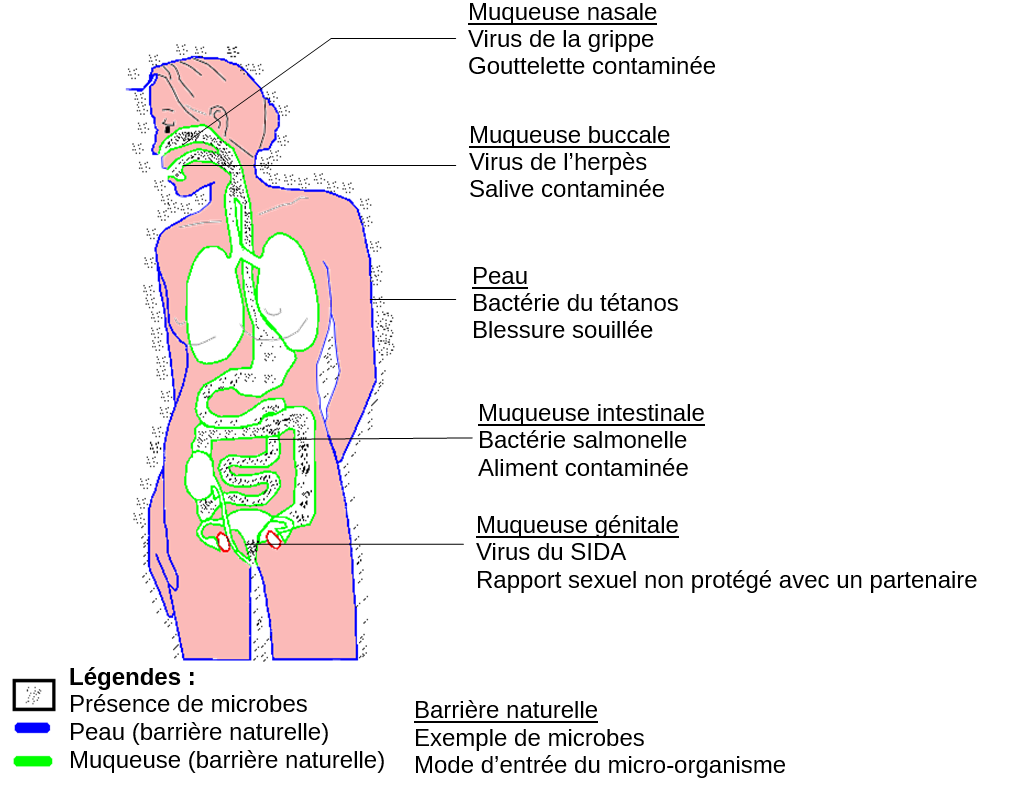 Muqueuse nasale
Virus de la grippe
Gouttelette contaminée
Muqueuse buccale
Virus de l’herpès
Salive contaminée
Peau
Bactérie du tétanos
Blessure souillée
Muqueuse intestinale
Bactérie salmonelle
Aliment contaminée
Muqueuse génitale
Virus du SIDA
Rapport sexuel non protégé avec un partenaire
Légendes :
Présence de microbes
Peau (barrière naturelle)
Muqueuse (barrière naturelle)
Barrière naturelle
Exemple de microbes
Mode d’entrée du micro-organisme